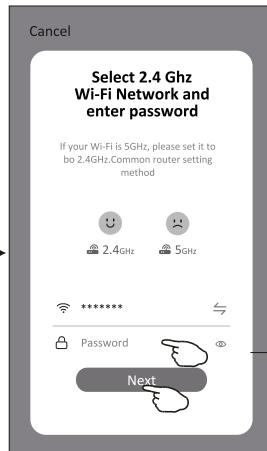 Cancel
Select 2.4 Ghz
Wi-Fi Network and
enter password
If your Wi-Fi is 5GHz, please set it to
bo 2.4GHz.Common router setting
method
2.4GHz 5GHz
*******
Password
Next